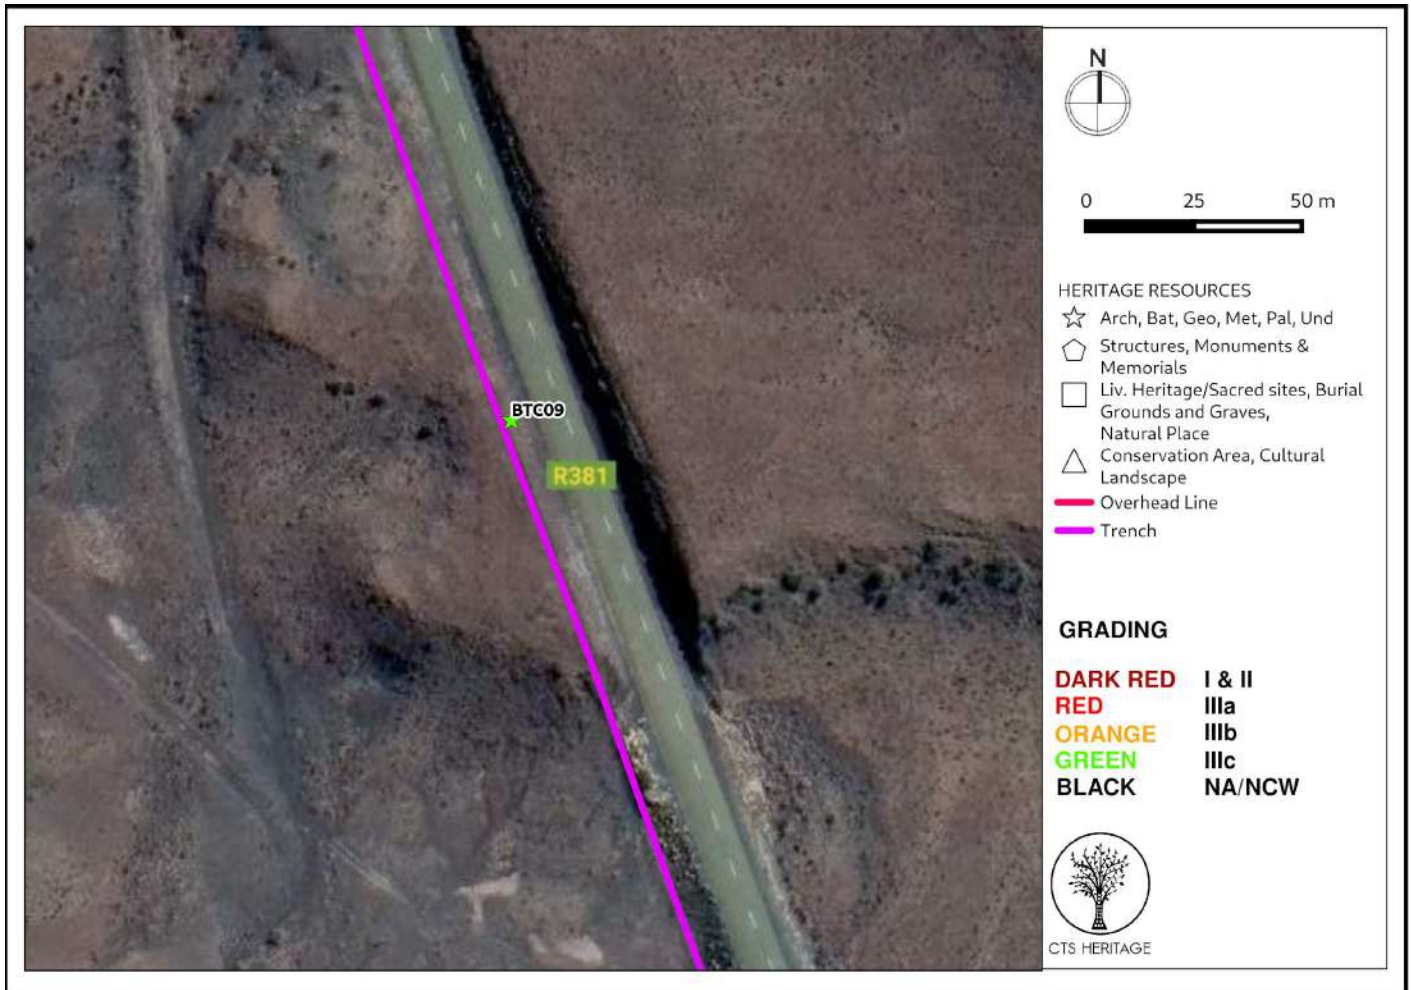 BTC09
R381
N
0 25 50 m
HERITAGE RESOURCES
Arch, Bat, Geo, Met, Pal, Und
Structures, Monuments &
Memorials
Liv. Heritage/Sacred sites, Burial
Grounds and Graves,
Natural Place
Conservation Area, Cultural
Landscape
Overhead Line
Trench
GRADING
DARK RED I & II
RED IIIa
ORANGE IIIb
GREEN IIIc
BLACK NA/NCW
CTS HERITAGE